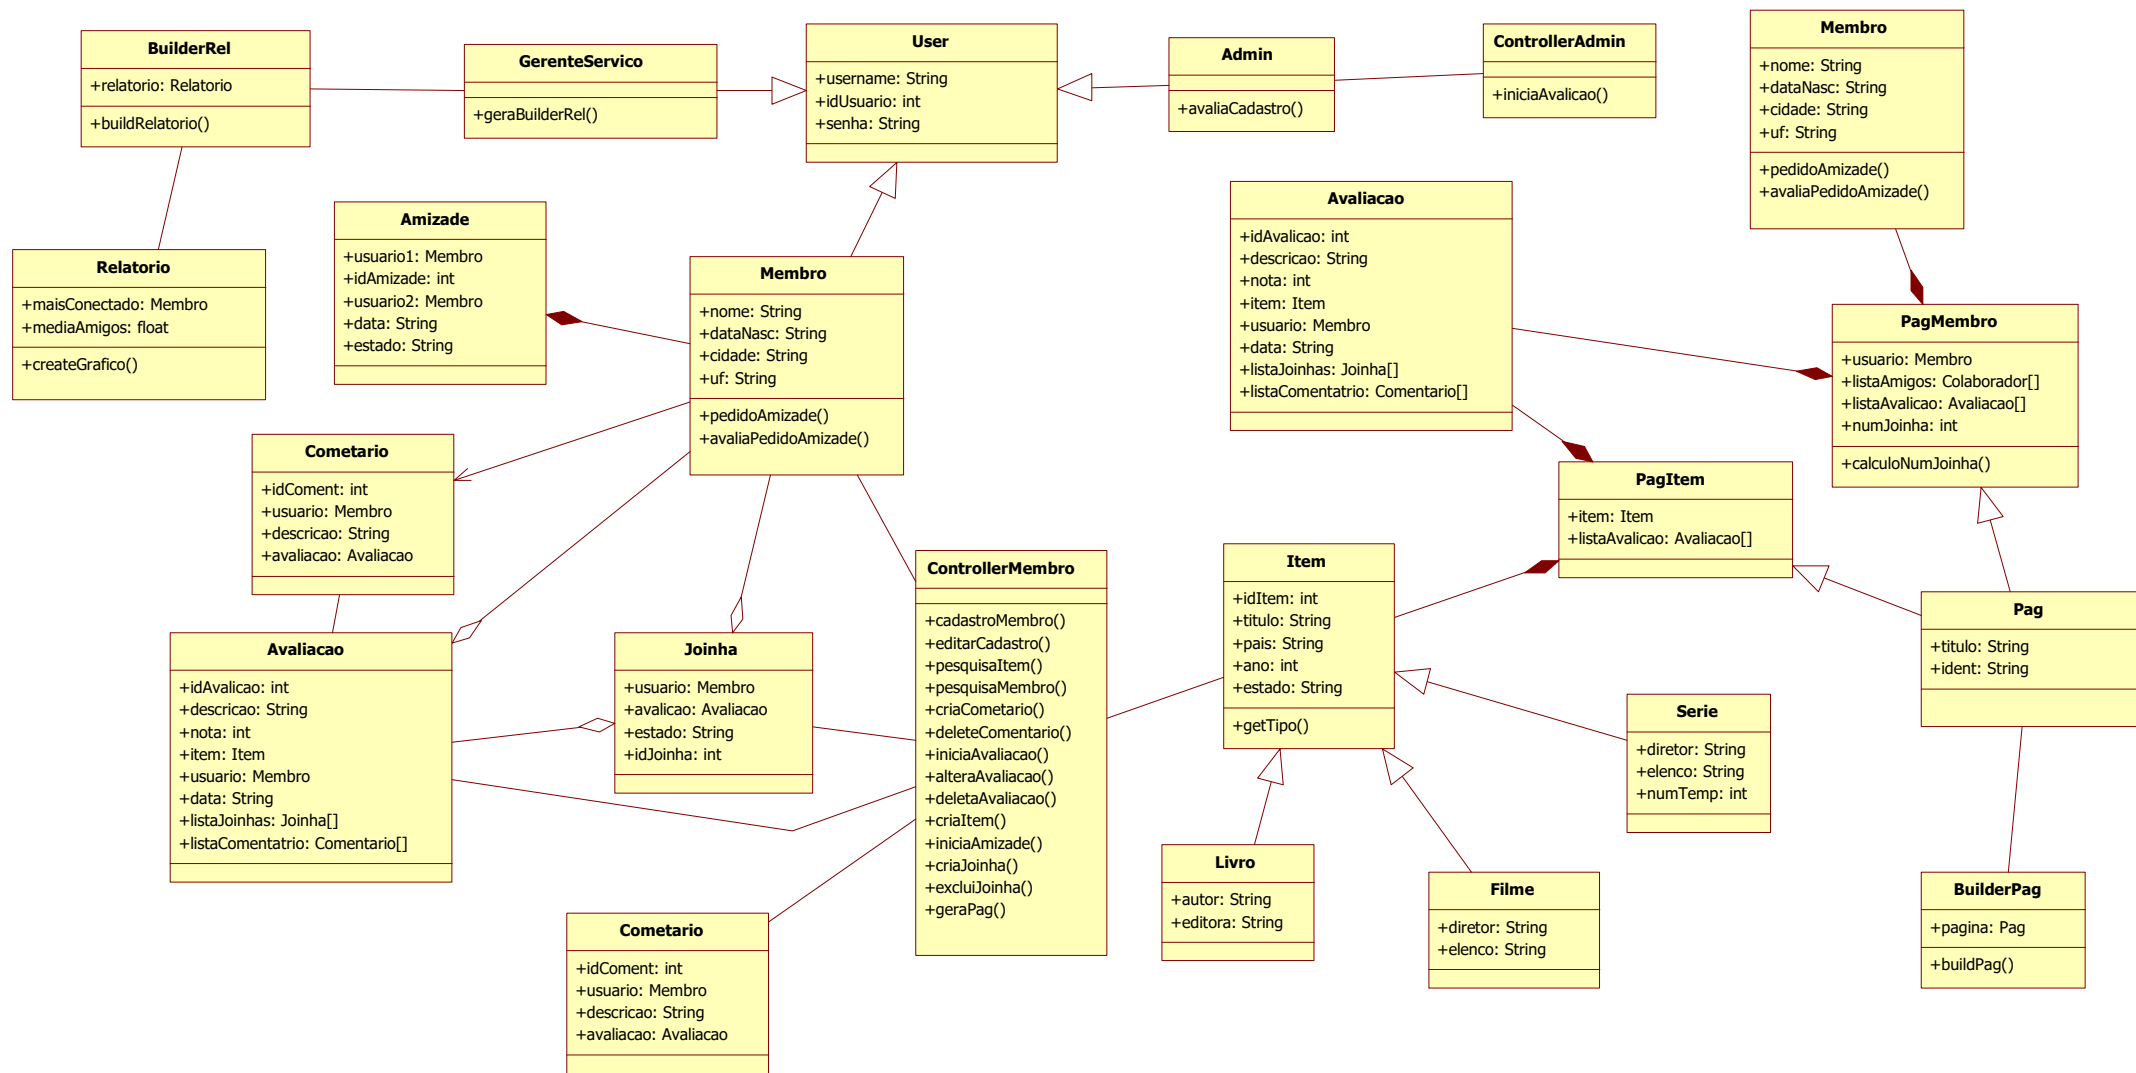 BuilderRel
+relatorio: Relatorio
+buildRelatorio()
GerenteServico
+geraBuilderRel()
User
+username: String
+idUsuario: int
+senha: String
Admin
+avaliaCadastro()
ControllerAdmin
+iniciaAvalicao()
Membro
+nome: String
+dataNasc: String
+cidade: String
+uf: String
+pedidoAmizade()
+avaliaPedidoAmizade()
Relatorio
+maisConectado: Membro
+mediaAmigos: float
+createGrafico()
Amizade
+usuario1: Membro
+idAmizade: int
+usuario2: Membro
+data: String
+estado: String
Membro
+nome: String
+dataNasc: String
+cidade: String
+uf: String
+pedidoAmizade()
+avaliaPedidoAmizade()
Avaliacao
+idAvalicao: int
+descricao: String
+nota: int
+item: Item
+usuario: Membro
+data: String
+listaJoinhas: Joinha[]
+listaComentatrio: Comentario[]
PagMembro
+usuario: Membro
+listaAmigos: Colaborador[]
+listaAvalicao: Avaliacao[]
+numJoinha: int
+calculoNumJoinha()
Cometario
+idComent: int
+usuario: Membro
+descricao: String
+avaliacao: Avaliacao
PagItem
+item: Item
+listaAvalicao: Avaliacao[]
Avaliacao
+idAvalicao: int
+descricao: String
+nota: int
+item: Item
+usuario: Membro
+data: String
+listaJoinhas: Joinha[]
+listaComentatrio: Comentario[]
Joinha
+usuario: Membro
+avalicao: Avaliacao
+estado: String
+idJoinha: int
ControllerMembro
+cadastroMembro()
+editarCadastro()
+pesquisaItem()
+pesquisaMembro()
+criaCometario()
+deleteComentario()
+iniciaAvaliacao()
+alteraAvaliacao()
+deletaAvaliacao()
+criaItem()
+iniciaAmizade()
+criaJoinha()
+excluiJoinha()
+geraPag()
Item
+idItem: int
+titulo: String
+pais: String
+ano: int
+estado: String
+getTipo()
Pag
+titulo: String
+ident: String
Serie
+diretor: String
+elenco: String
+numTemp: int
Livro
+autor: String
+editora: String
Filme
+diretor: String
+elenco: String
BuilderPag
+pagina: Pag
+buildPag()
Cometario
+idComent: int
+usuario: Membro
+descricao: String
+avaliacao: Avaliacao